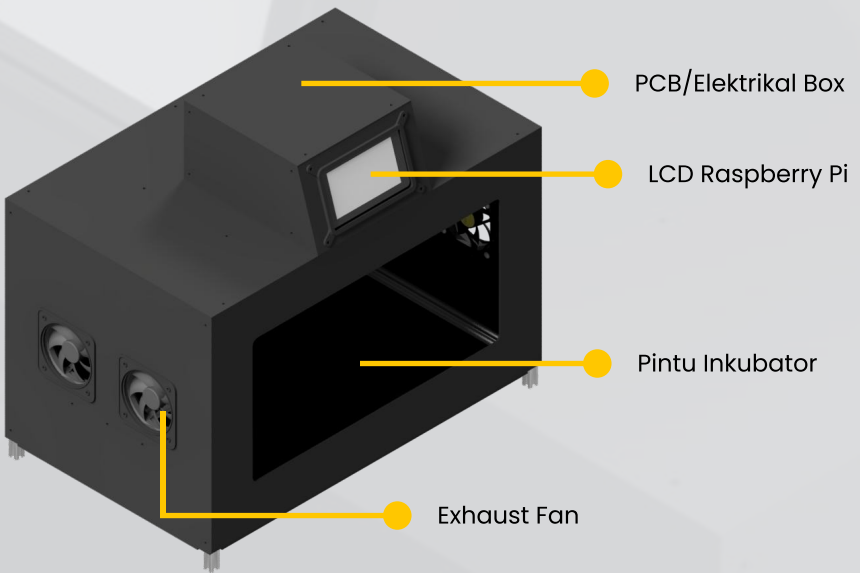 PCB/Elektrikal Box
LCD Raspberry Pi
Pintu Inkubator
Exhaust Fan